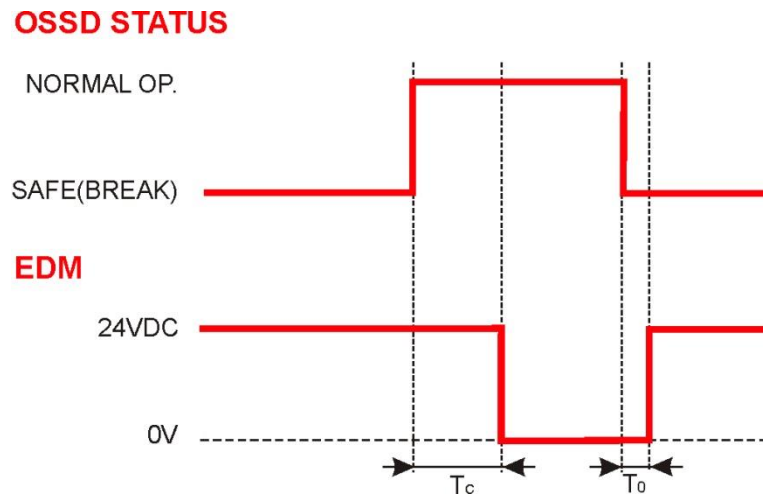 OSSD STATUS
NORMAL OP.
SAFE(BREAK)
EDM
24VDC
0V
Tc
T0